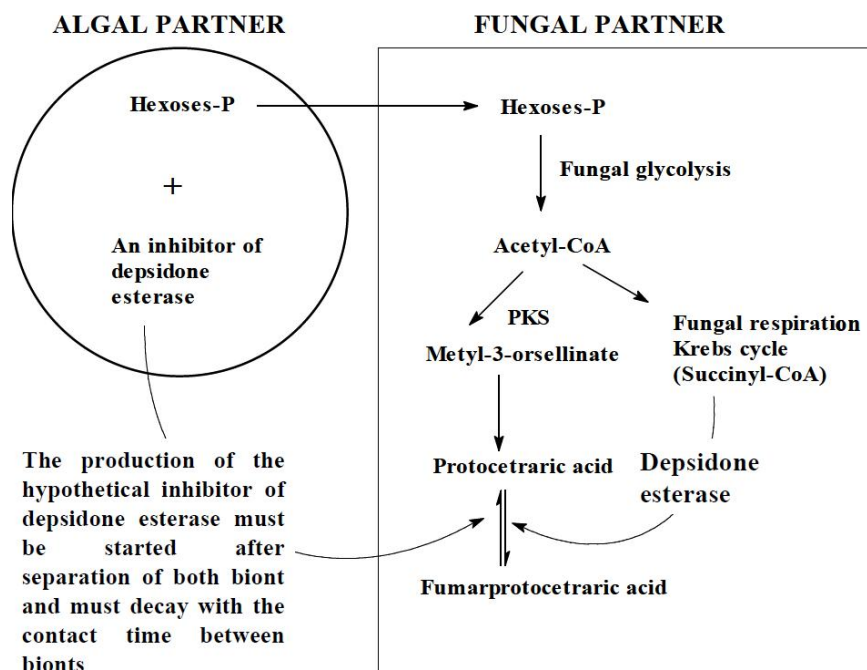 ALGAL PARTNER
FUNGAL PARTNER
Hexoses-P
Hexoses-P
+
Fungal glycolysis
An inhibitor of
depsidone
esterase
Acetyl-CoA
PKS
Metyl-3-orsellinate
Fungal respiration
Krebs cycle
(Succinyl-CoA)
The production of the
hypothetical inhibitor of
depsidone esterase must
be started after
separation of both biont
and must decay with the
contact time between
bionts
Protocetraric acid
Depsidone
esterase
Fumarprotocetraric acid